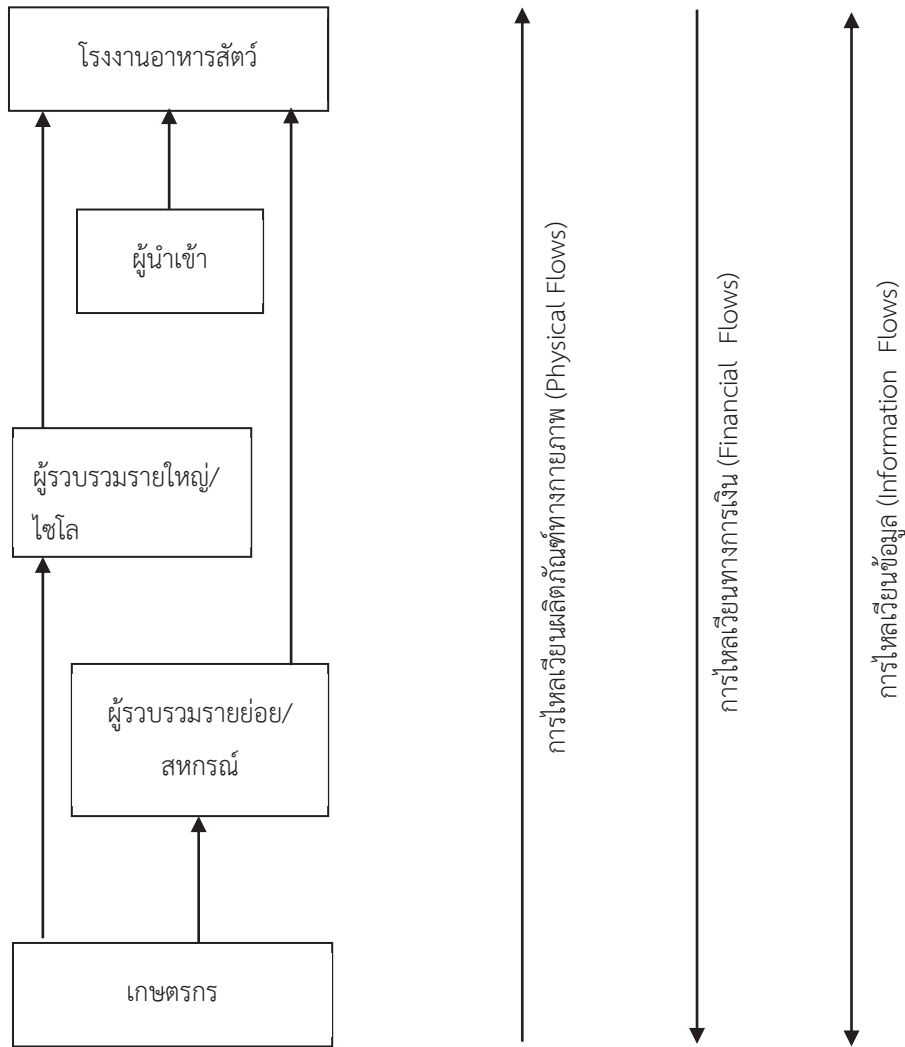 โรงงานอาหารสัตว์
ผู้นำเข้า
ผู้รวบรวมรายใหญ่/
ไซโล
ผู้รวบรวมรายย่อย/
สหกรณ์
เกษตรกร
การไหลเวียนผลิตภัณฑ์ทางกายภาพ (Physical Flows)
การไหลเวียนทางการเงิน (Financial Flows)
การไหลเวียนข้อมูล (Information Flows)